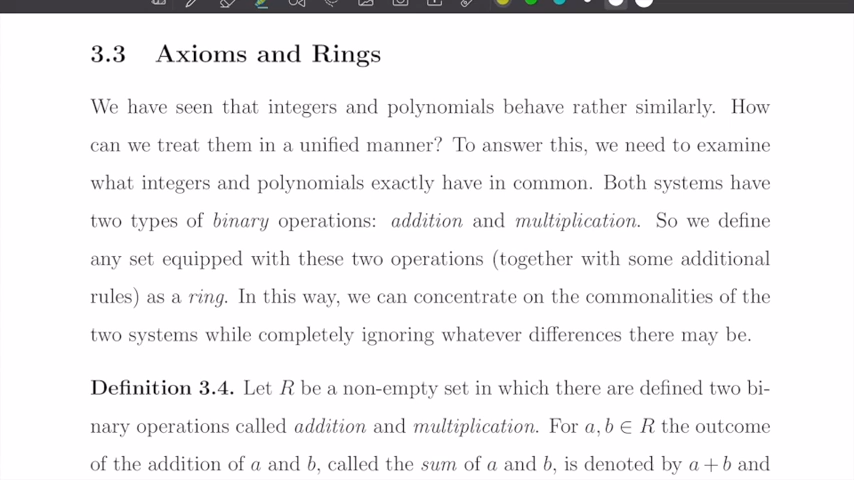 3.3 Axioms and Rings
We have seen that integers and polynomials behave rather similarly. How
can we treat them in a unified manner? To answer this, we need to examine
what integers and polynomials exactly have in common. Both systems have
two types of binary operations: addition and multiplication. So we define
any set equipped with these two operations (together with some additional
rules) as a ring. In this way, we can concentrate on the commonalities of the
two systems while completely ignoring whatever differences there may be.
Definition 3.4. Let R be a non-empty set in which there are defined two bi-
nary operations called addition and multiplication. For a, b ∈ R the outcome
of the addition of a and b, called the sum of a and b, is denoted by a + b and